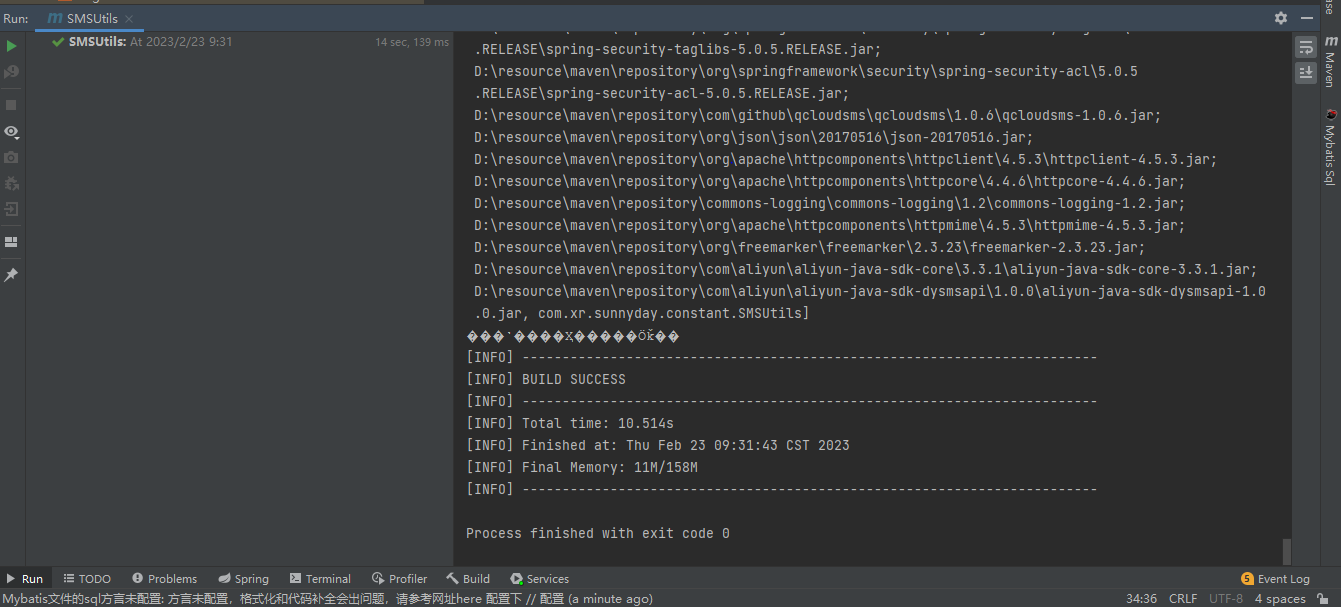 Run:
SMSUtils
SMSUtils: At 2023/2/23 9:31
14 sec, 139 ms
.RELEASE\spring-security-taglibs-5.0.5.RELEASE.jar;
D:\resource\maven\repository\org\springframework\security\spring-security-acl\5.0.5
.RELEASE\spring-security-acl-5.0.5.RELEASE.jar;
D:\resource\maven\repository\com\github\qcloudsms\qcloudsms\1.0.6\qcloudsms-1.0.6.jar;
D:\resource\maven\repository\org\json\json\20170516\json-20170516.jar;
D:\resource\maven\repository\org\apache\httpcomponents\httpclient\4.5.3\httpclient-4.5.3.jar;
D:\resource\maven\repository\org\apache\httpcomponents\httpcore\4.4.6\httpcore-4.4.6.jar;
D:\resource\maven\repository\commons-logging\commons-logging\1.2\commons-logging-1.2.jar;
D:\resource\maven\repository\org\apache\httpcomponents\httpmime\4.5.3\httpmime-4.5.3.jar;
D:\resource\maven\repository\org\freemarker\freemarker\2.3.23\freemarker-2.3.23.jar;
D:\resource\maven\repository\com\aliyun\aliyun-java-sdk-core\3.3.1\aliyun-java-sdk-core-3.3.1.jar;
D:\resource\maven\repository\com\aliyun\aliyun-java-sdk-dysmsapi\1.0.0\aliyun-java-sdk-dysmsapi-1.0
.0.jar, com.xr.sunnyday.constant.SMSUtils]
[INFO] ------------------------------------------------------------------------
[INFO] BUILD SUCCESS
[INFO] ------------------------------------------------------------------------
[INFO] Total time: 10.514s
[INFO] Finished at: Thu Feb 23 09:31:43 CST 2023
[INFO] Final Memory: 11M/158M
[INFO] ------------------------------------------------------------------------
Process finished with exit code 0
Maven
Mybatis Sql
Run
TODO
Problems
Spring
Terminal
Profiler
Build
Services
5 Event Log
Mybatis文件的sql方言未配置: 方言未配置，格式化和代码补全会出问题，请参考网址here 配置下 // 配置 (a minute ago)
34:36
CRLF
UTF-8
4 spaces